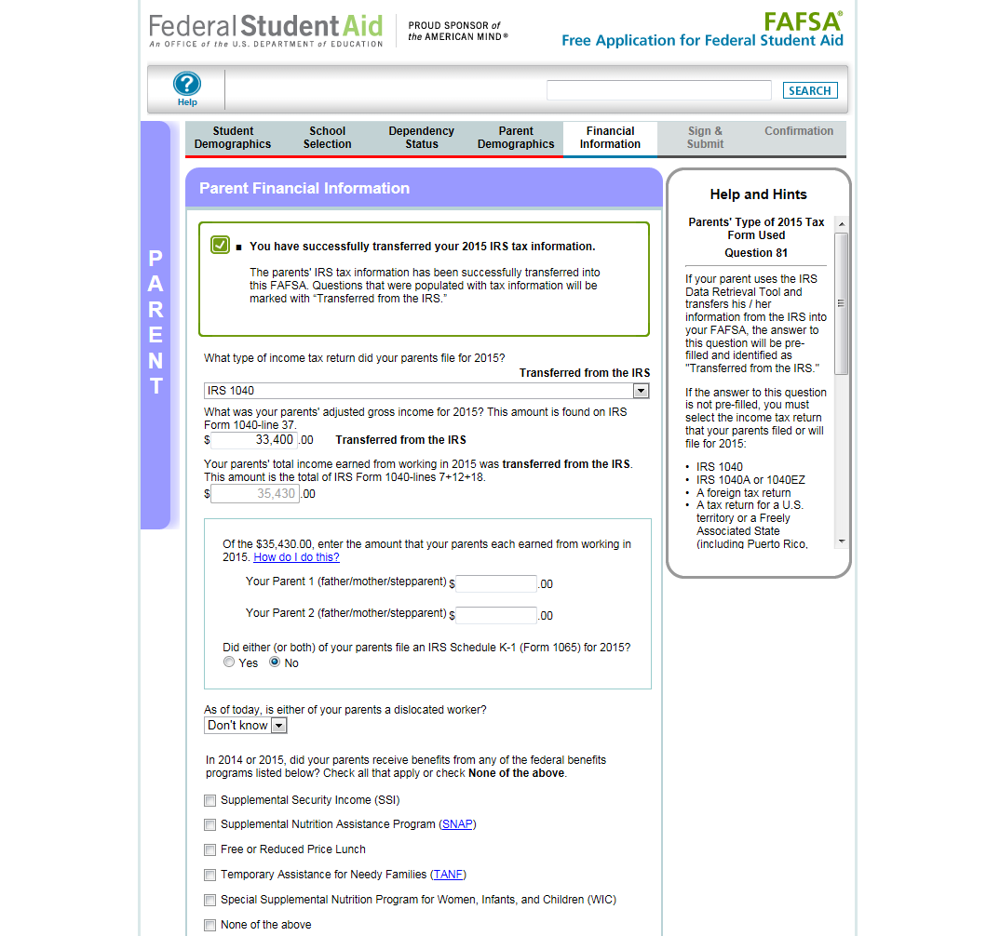 Federal Student Aid
An OFFICE of the U.S. DEPARTMENT of EDUCATION
PROUD SPONSOR of
the AMERICAN MIND®
FAFSA®
Free Application for Federal Student Aid
?
Help
SEARCH
Student
Demographics
School
Selection
Dependency
Status
Parent
Demographics
Financial
Information
Sign &
Submit
Confirmation
PARENT
Parent Financial Information
You have successfully transferred your 2015 IRS tax information.
The parents' IRS tax information has been successfully transferred into
this FAFSA. Questions that were populated with tax information will be
marked with “Transferred from the IRS.”
What type of income tax return did your parents file for 2015?
Transferred from the IRS
IRS 1040
What was your parents' adjusted gross income for 2015? This amount is found on IRS
Form 1040-line 37.
$ 33,400 .00 Transferred from the IRS
Your parents' total income earned from working in 2015 was transferred from the IRS.
This amount is the total of IRS Form 1040-lines 7+12+18.
$ 35,430 .00
Of the $35,430.00, enter the amount that your parents each earned from working in
2015. How do I do this?
Your Parent 1 (father/mother/stepparent) $ .00
Your Parent 2 (father/mother/stepparent) $ .00
Did either (or both) of your parents file an IRS Schedule K-1 (Form 1065) for 2015?
Yes No
As of today, is either of your parents a dislocated worker?
Don't know
In 2014 or 2015, did your parents receive benefits from any of the federal benefits
programs listed below? Check all that apply or check None of the above.
Supplemental Security Income (SSI)
Supplemental Nutrition Assistance Program (SNAP)
Free or Reduced Price Lunch
Temporary Assistance for Needy Families (TANF)
Special Supplemental Nutrition Program for Women, Infants, and Children (WIC)
None of the above
Help and Hints
Parents' Type of 2015 Tax
Form Used
Question 81
If your parent uses the IRS
Data Retrieval Tool and
transfers his / her
information from the IRS into
your FAFSA, the answer to
this question will be pre-
filled and identified as
"Transferred from the IRS."
If the answer to this question
is not pre-filled, you must
select the income tax return
that your parents filed or will
file for 2015:
• IRS 1040
• IRS 1040A or 1040EZ
• A foreign tax return
• A tax return for a U.S.
territory or a Freely
Associated State
(including Puerto Rico,